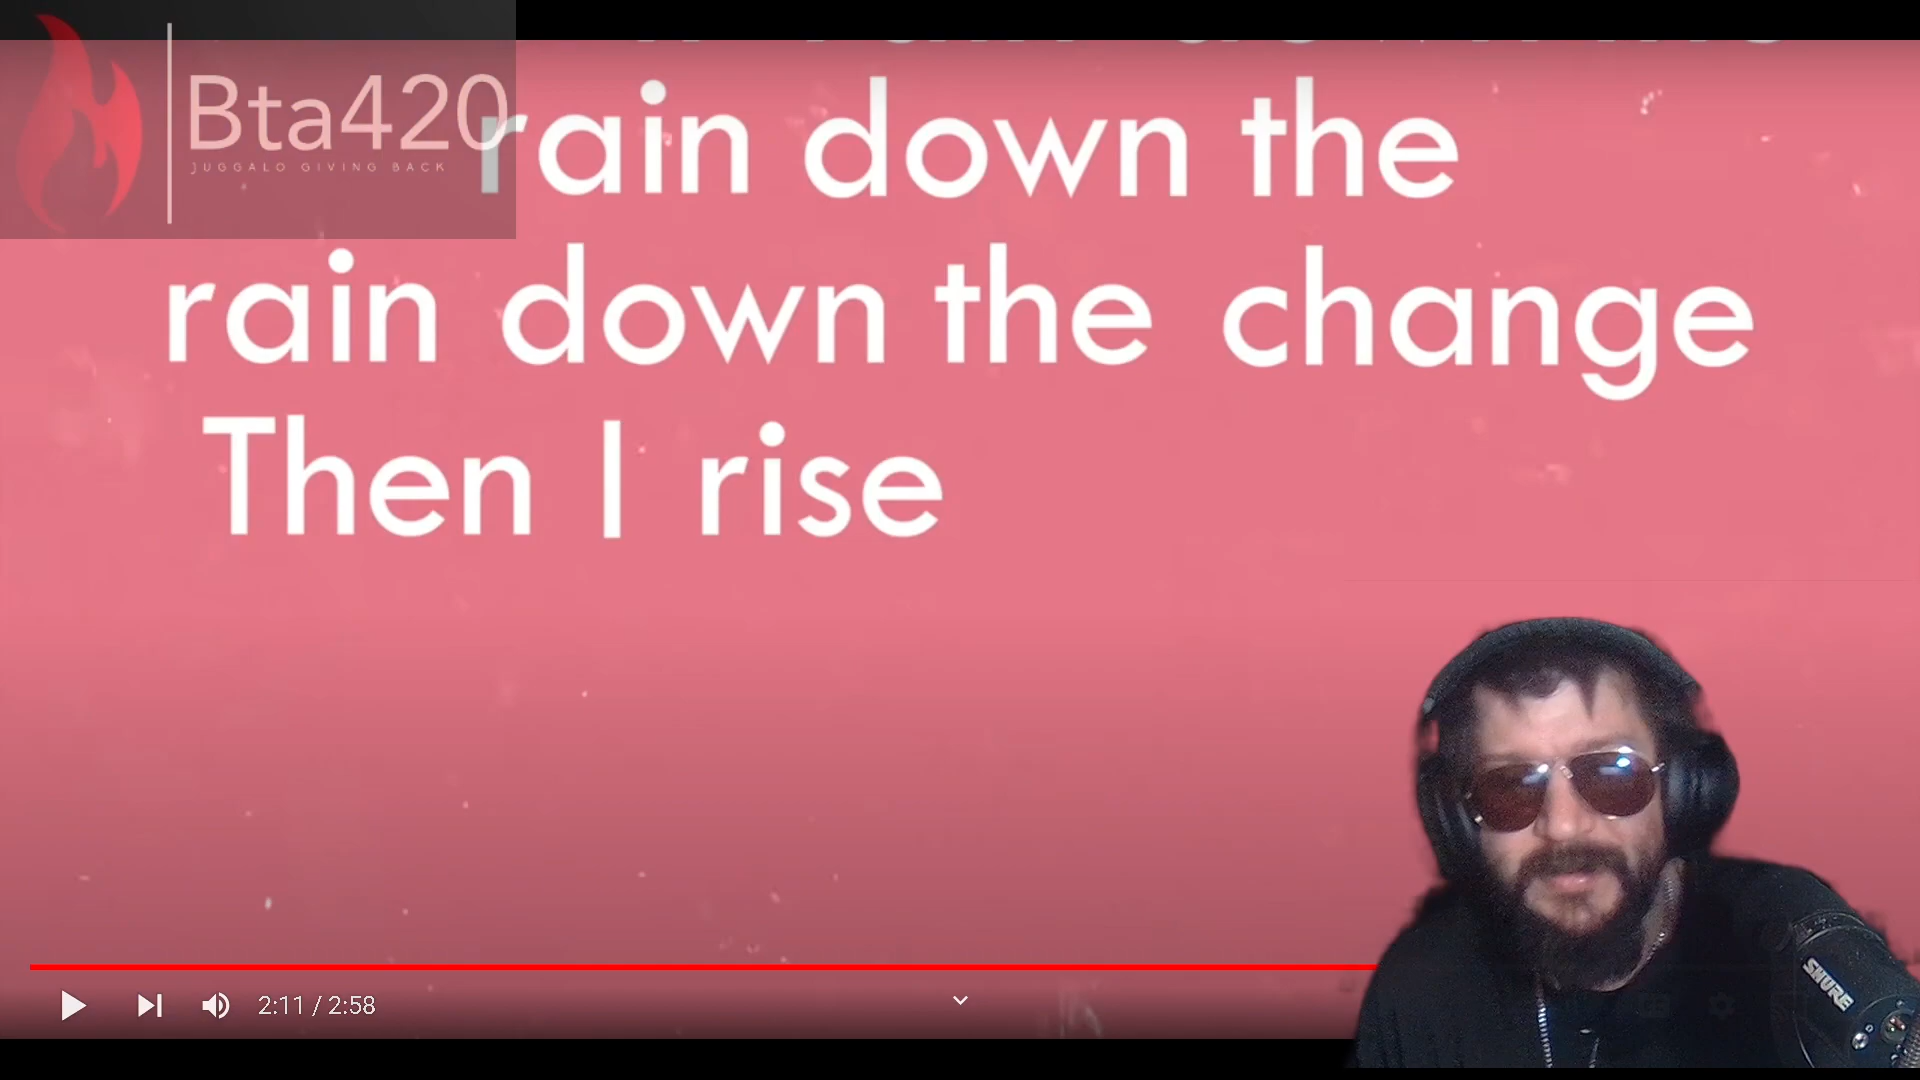 Bta420
JUGGALO GIVING BACK
rain down the
rain down the change
Then I rise
2:11 / 2:58
SHURE